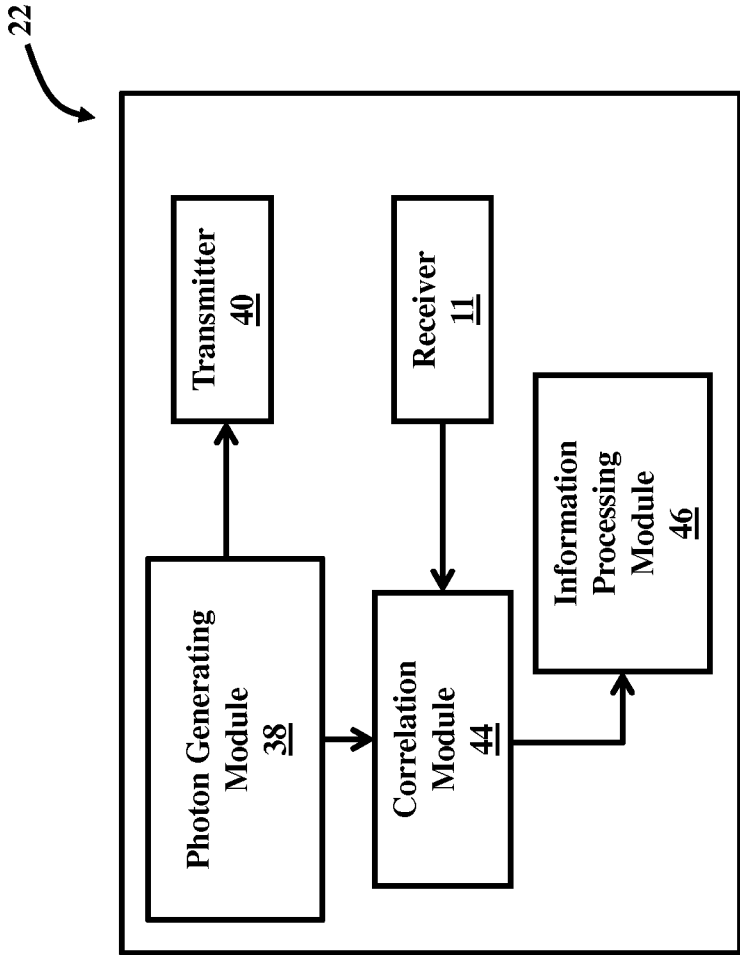 22
Photon Generating
Module
38
Transmitter
40
Correlation
Module
44
Receiver
11
Information
Processing
Module
46